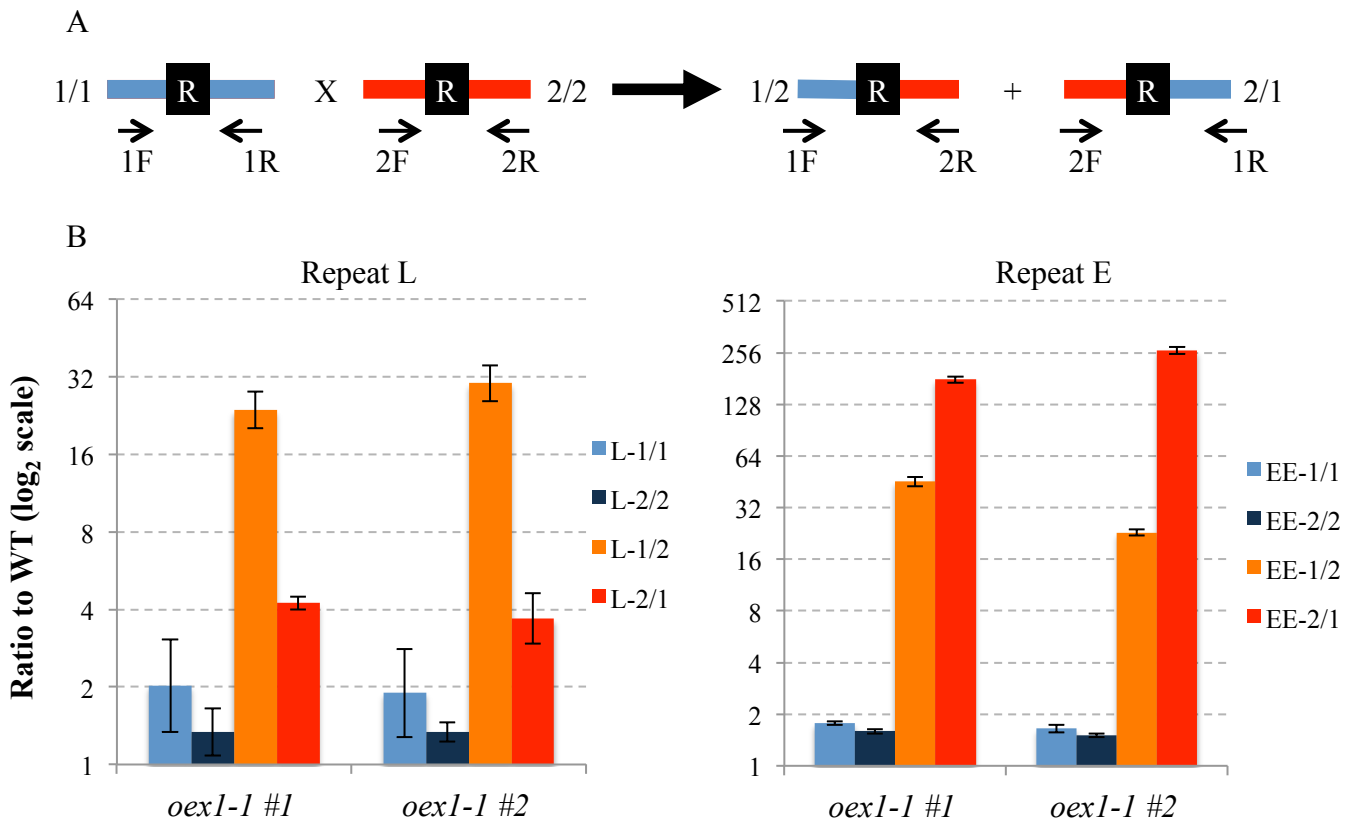 A
1/1 R X R 2/2 1/2 R + R 2/1
1F 1R 2F 2R 1F 2R 2F 1R
B
Repeat L
Ratio to WT (log2 scale)
64
32
16
8
4
2
1
oex1-1 #1 oex1-1 #2
L-1/1
L-2/2
L-1/2
L-2/1
Repeat E
512
256
128
64
32
16
8
4
2
1
oex1-1 #1 oex1-1 #2
EE-1/1
EE-2/2
EE-1/2
EE-2/1